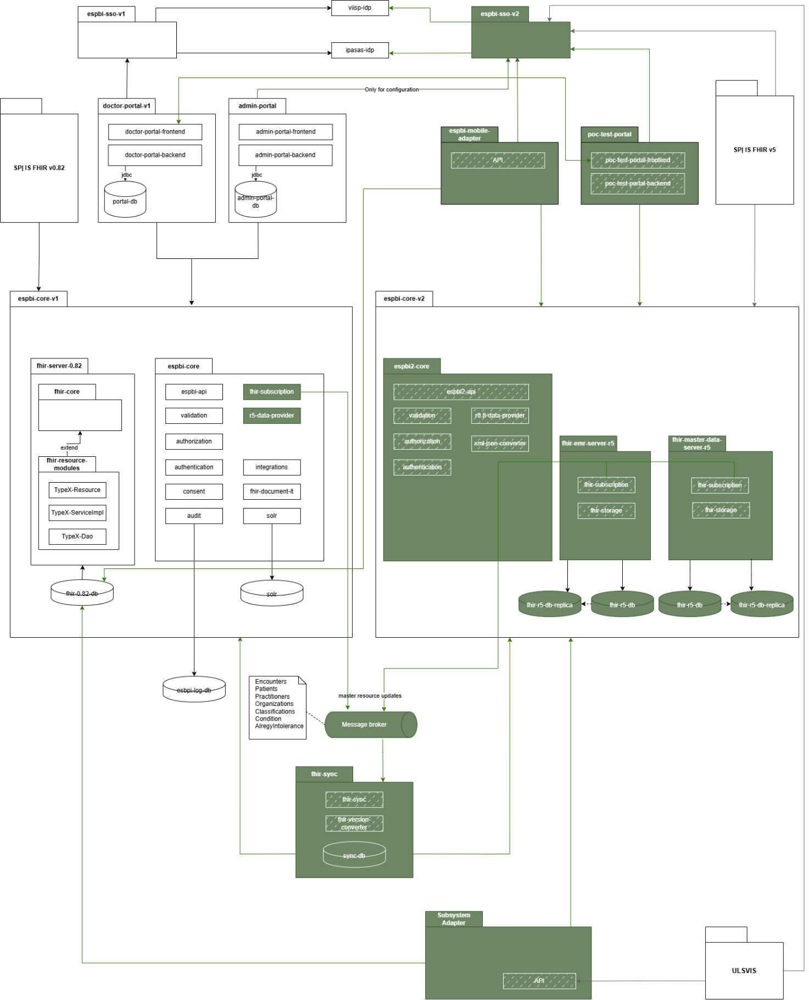 viisp-idp
espbi-sso-v1
espbi-sso-v2
ipasas-idp
Only for configuration
doctor-portal-v1
admin-portal
doctor-portal-frontend
admin-portal-frontend
espbi-mobile-
adapter
poc-test-portal
SP| IS FHIR v5
doctor-portal-backend
admin-portal-backend
API
poc-test-portal-frontend
SP| IS FHIR v0.82
jdbc
jdbc
poc-test-portal-backend
portal-db
admin-portal-
db
espbi-core-v1
espbi-core-v2
fhir-server-0.82
espbi-core
espbi2-core
fhir-core
espbi-api
fhir-subscription
espbi2-api
validation
r5-data-provider
validation
r0.8-data-provider
authorization
authorization
xml-json-converter
fhir-emr-server-r5
fhir-master-data-
server-r5
extend
fhir-resource-
modules
authentication
integrations
authentication
TypeX-Resource
consent
fhir-document-lt
fhir-subscription
fhir-subscription
TypeX-ServiceImpl
audit
solr
fhir-storage
fhir-storage
TypeX-Dao
fhir-0.82-db
solr
fhir-r5-db-replica
fhir-r5-db
fhir-r5-db
fhir-r5-db-replica
esbpi-log-db
Encounters
Patients
Practitioners
Organizations
Classifications
Condition
AlregyIntolerance
master resource updates
Message broker
fhir-sync
fhir-sync
fhir-version-
converter
sync-db
Subsystem
Adapter
API
ULSVIS